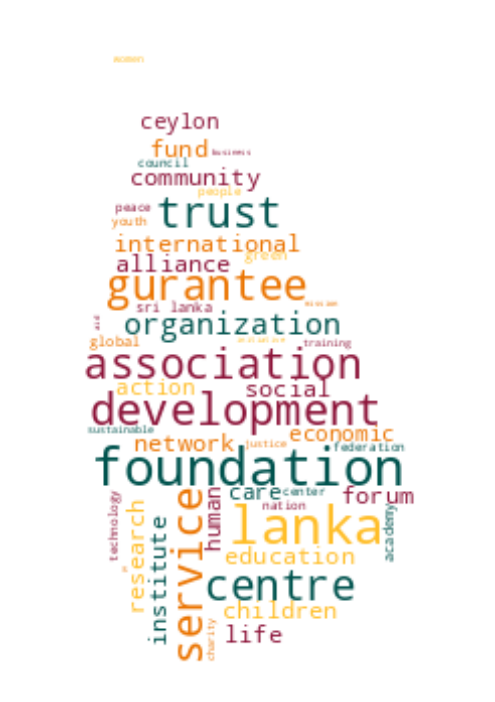 women
ceylon
fund business
council
community
people
peace trust
youth
international
alliance green
gurantee
sri lanka mission
aid organization
global initiative training
association
action social
development
sustainable economic
network justice federation
foundation
care center forum
technology research institute service human nation lanka academy
education
centre
children
charity life